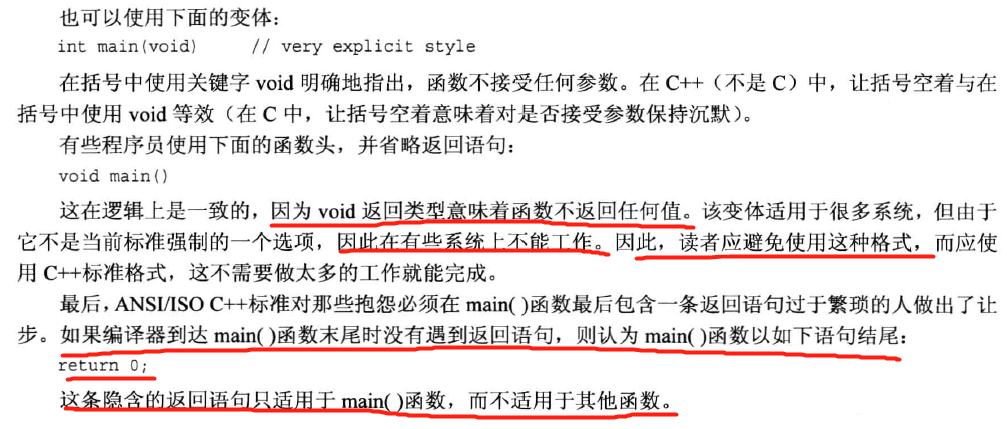 也可以使用下面的变体：
int main(void)     // very explicit style
在括号中使用关键字 void 明确地指出，函数不接受任何参数。在 C++（不是 C）中，让括号空着与在
括号中使用 void 等效（在 C 中，让括号空着意味着对是否接受参数保持沉默）。
有些程序员使用下面的函数头，并省略返回语句：
void main()
这在逻辑上是一致的，因为 void 返回类型意味着函数不返回任何值。该变体适用于很多系统，但由于
它不是当前标准强制的一个选项，因此在有些系统上不能工作。因此，读者应避免使用这种格式，而应使
用 C++标准格式，这不需要做太多的工作就能完成。
最后，ANSI/ISO C++标准对那些抱怨必须在 main( )函数最后包含一条返回语句过于繁琐的人做出了让
步。如果编译器到达 main( )函数末尾时没有遇到返回语句，则认为 main( )函数以如下语句结尾：
return 0;
这条隐含的返回语句只适用于 main( )函数，而不适用于其他函数。